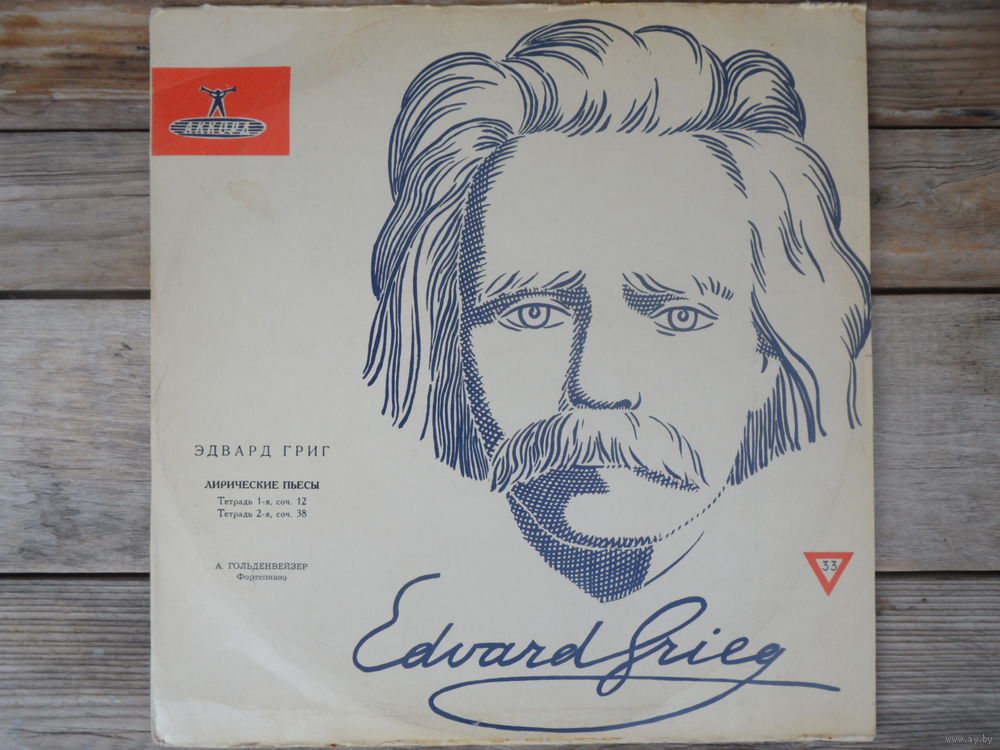 АККОРД
ЭДВАРД ГРИГ
ЛИРИЧЕСКИЕ ПЬЕСЫ
Тетрадь 1-я, соч. 12
Тетрадь 2-я, соч. 38
А. ГОЛЬДЕНВЕЙЗЕР
Фортепиано
33
Edvard Grieg
www.ay.by